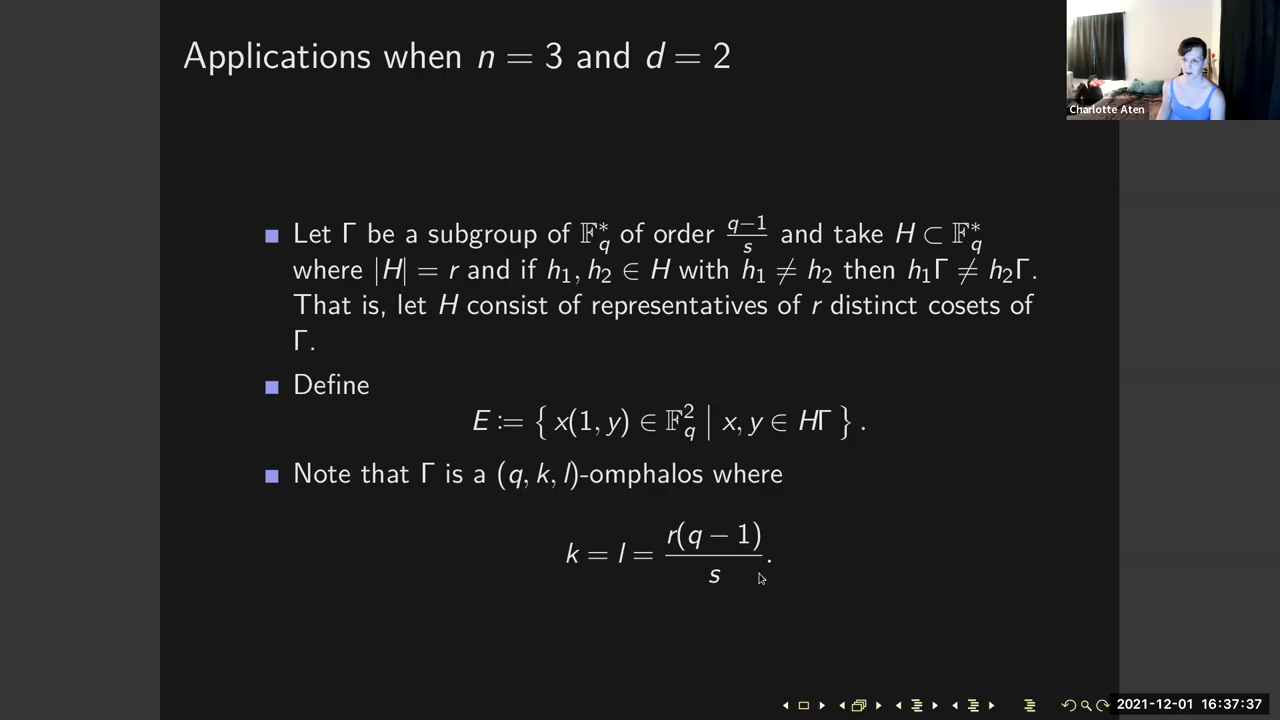 Applications when n = 3 and d = 2
Charlotte Aten
Let Γ be a subgroup of 𝔽*_q of order (q−1)/s and take H ⊂ 𝔽*_q
where |H| = r and if h₁, h₂ ∈ H with h₁ ≠ h₂ then h₁Γ ≠ h₂Γ.
That is, let H consist of representatives of r distinct cosets of
Γ.
Define
E := { x(1, y) ∈ 𝔽²_q | x, y ∈ HΓ } .
Note that Γ is a (q, k, l)-omphalos where
k = l = r(q − 1)/s.
2021-12-01 16:37:37